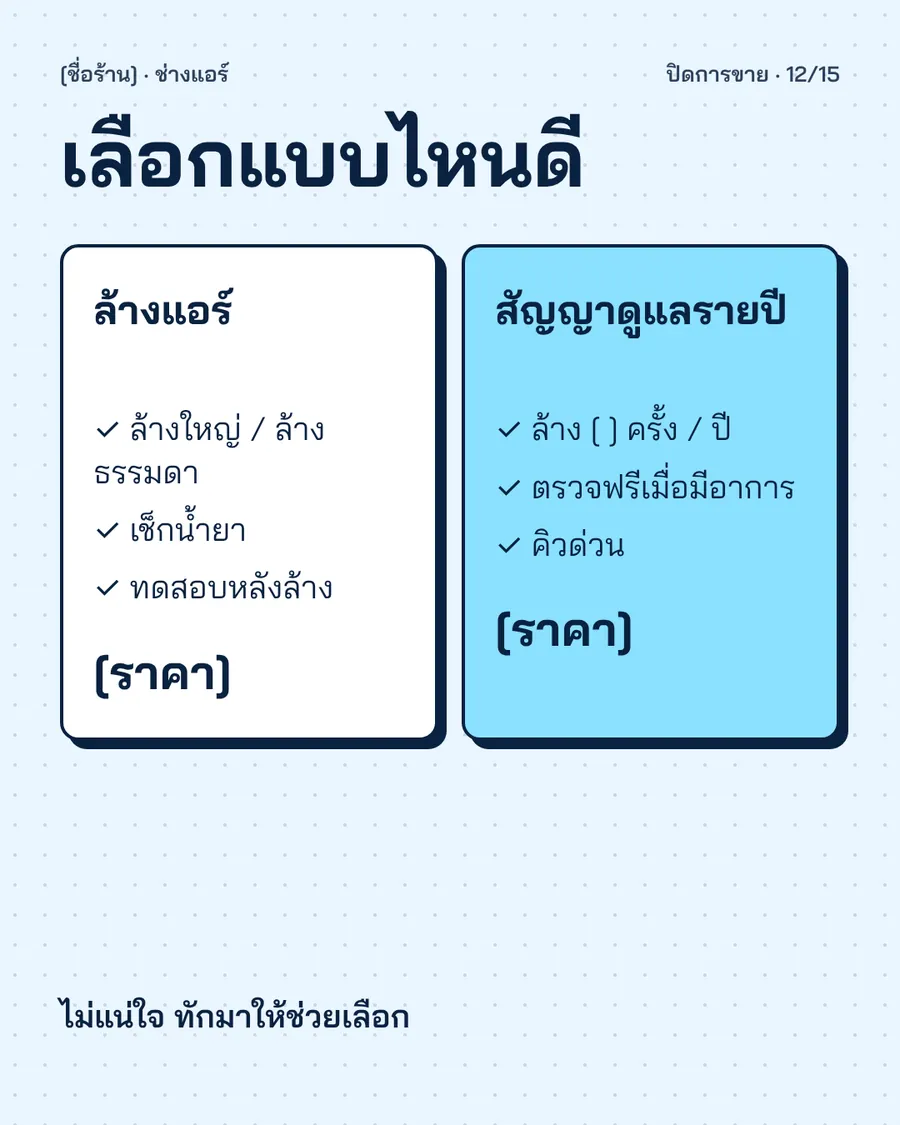 [ชื่อร้าน] · ช่างแอร์
ปิดการขาย · 12/15
เลือกแบบไหนดี
ล้างแอร์
✓ ล้างใหญ่ / ล้าง
ธรรมดา
✓ เช็กน้ำยา
✓ ทดสอบหลังล้าง
[ราคา]
สัญญาดูแลรายปี
✓ ล้าง [ ] ครั้ง / ปี
✓ ตรวจฟรีเมื่อมีอาการ
✓ คิวด่วน
[ราคา]
ไม่แน่ใจ ทักมาให้ช่วยเลือก